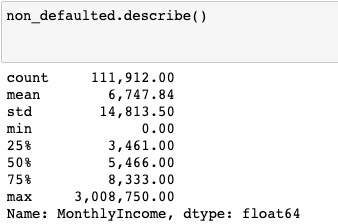 non_defaulted.describe()
count 111,912.00
mean 6,747.84
std 14,813.50
min 0.00
25% 3,461.00
50% 5,466.00
75% 8,333.00
max 3,008,750.00
Name: MonthlyIncome, dtype: float64